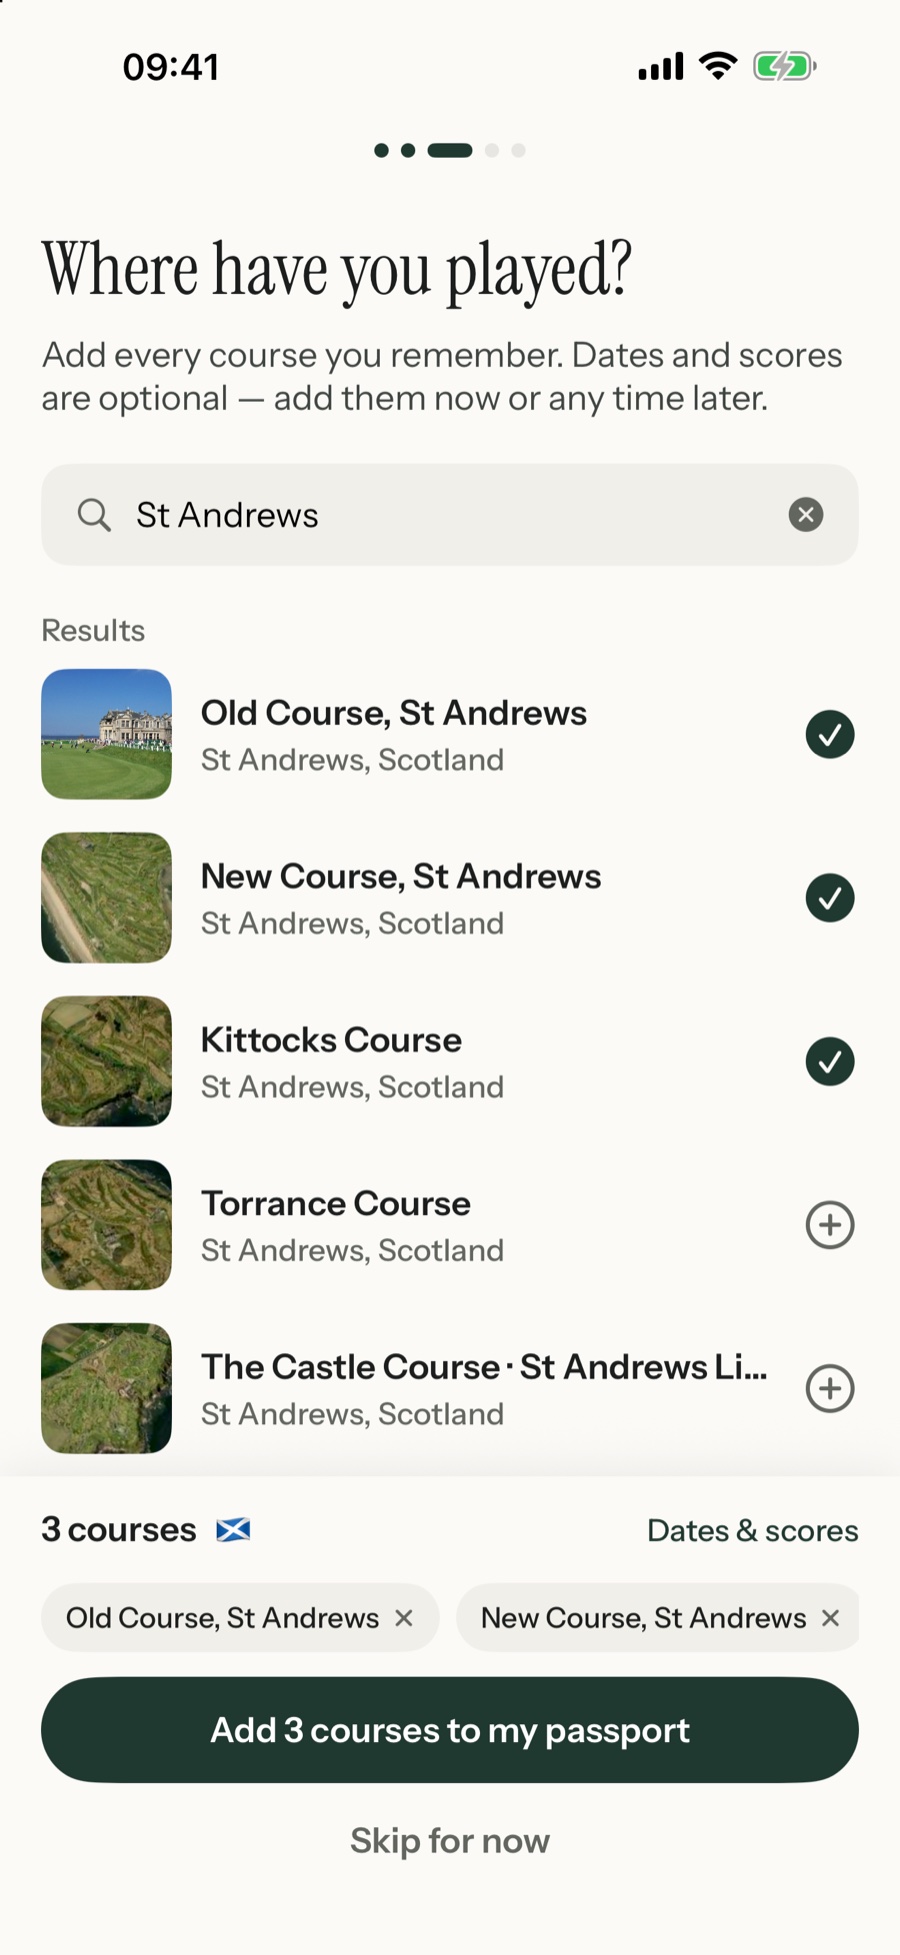 09:41
Where have you played?
Add every course you remember. Dates and scores
are optional — add them now or any time later.
St Andrews
Results
Old Course, St Andrews
St Andrews, Scotland
New Course, St Andrews
St Andrews, Scotland
Kittocks Course
St Andrews, Scotland
Torrance Course
St Andrews, Scotland
The Castle Course · St Andrews Li...
St Andrews, Scotland
3 courses 🏴󠁧󠁢󠁳󠁣󠁴󠁿 Dates & scores
Old Course, St Andrews × New Course, St Andrews ×
Add 3 courses to my passport
Skip for now